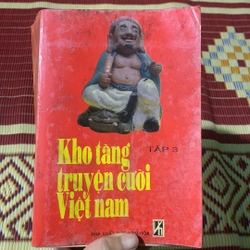 TẬP 3
Kho tàng
truyện cười
Việt nam